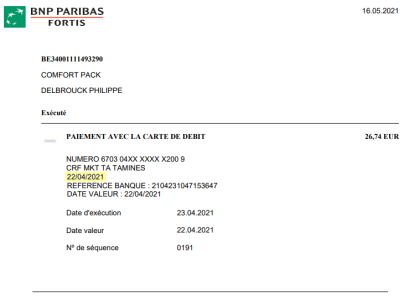 BNP PARIBAS
FORTIS
16.05.2021
BE34001111493290
COMFORT PACK
DELBROUCK PHILIPPE
Exécuté
PAIEMENT AVEC LA CARTE DE DEBIT 26,74 EUR
NUMERO 6703 04XX XXXX X200 9
CRF MKT TA TAMINES
22/04/2021
REFERENCE BANQUE : 2104231047153647
DATE VALEUR : 22/04/2021
Date d'exécution 23.04.2021
Date valeur 22.04.2021
Nº de séquence 0191